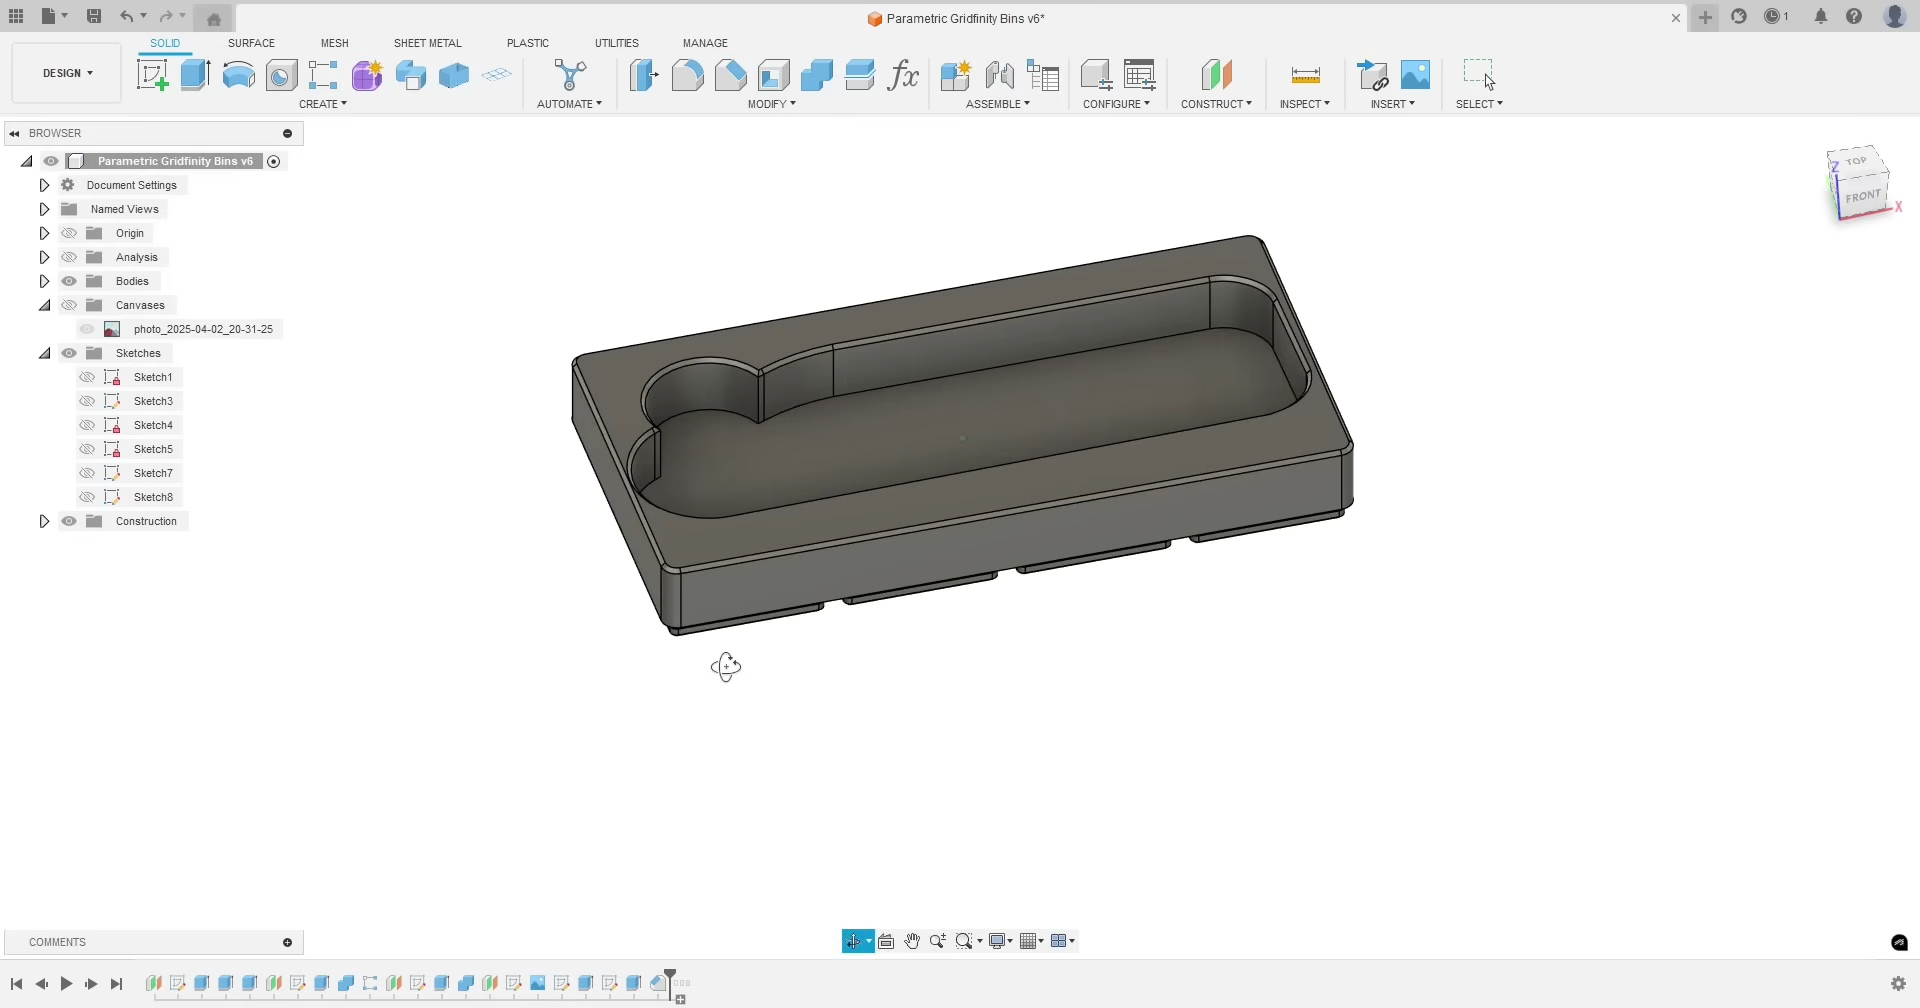 Parametric Gridfinity Bins v6*
1
SOLID SURFACE MESH SHEET METAL PLASTIC UTILITIES MANAGE
DESIGN
fx
CREATE AUTOMATE MODIFY ASSEMBLE CONFIGURE CONSTRUCT INSPECT INSERT SELECT
BROWSER
Parametric Gridfinity Bins v6
Document Settings
Named Views
Origin
Analysis
Bodies
Canvases
photo_2025-04-02_20-31-25
Sketches
Sketch1
Sketch3
Sketch4
Sketch5
Sketch7
Sketch8
Construction
TOP
Z
FRONT
X
COMMENTS